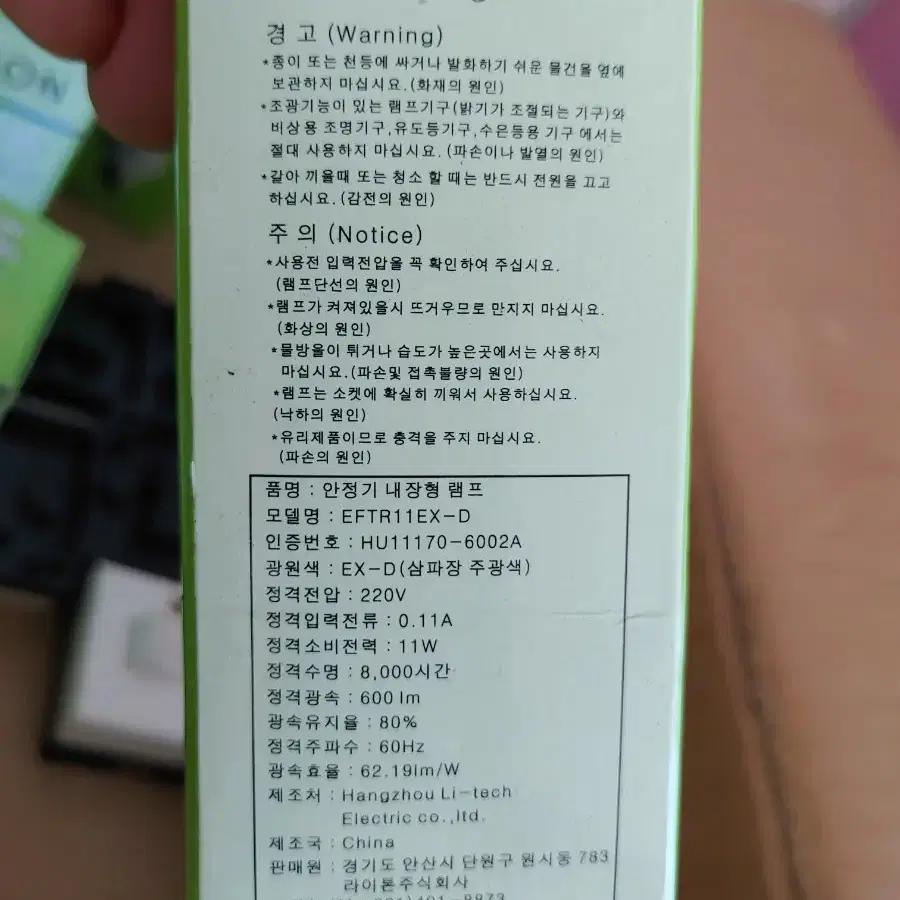 경 고 (Warning)
*종이 또는 천등에 싸거나 발화하기 쉬운 물건을 옆에
보관하지 마십시요.(화재의 원인)
*조광기능이 있는 램프기구(밝기가 조절되는 기구)와
비상용 조명기구,유도등기구,수은등용 기구 에서는
절대 사용하지 마십시요. (파손이나 발열의 원인)
*갈아 끼울때 또는 청소 할 때는 반드시 전원을 끄고
하십시요.(감전의 원인)
주 의 (Notice)
*사용전 입력전압을 꼭 확인하여 주십시요.
(램프단선의 원인)
*램프가 켜져있을시 뜨거우므로 만지지 마십시요.
(화상의 원인)
*물방울이 튀거나 습도가 높은곳에서는 사용하지
마십시요.(파손및 접촉불량의 원인)
*램프는 소켓에 확실히 끼워서 사용하십시요.
(낙하의 원인)
*유리제품이므로 충격을 주지 마십시요.
(파손의 원인)
품명 : 안정기 내장형 램프
모델명 : EFTR11EX-D
인증번호 : HU11170-6002A
광원색 : EX-D(삼파장 주광색)
정격전압 : 220V
정격입력전류 : 0.11A
정격소비전력 : 11W
정격수명 : 8,000시간
정격광속 : 600 lm
광속유지율 : 80%
정격주파수 : 60Hz
광속효율 : 62.19lm/W
제조처 : Hangzhou Li-tech
Electric co.,ltd.
제조국 : China
판매원 : 경기도 안산시 단원구 원시동 783
라이톤주식회사